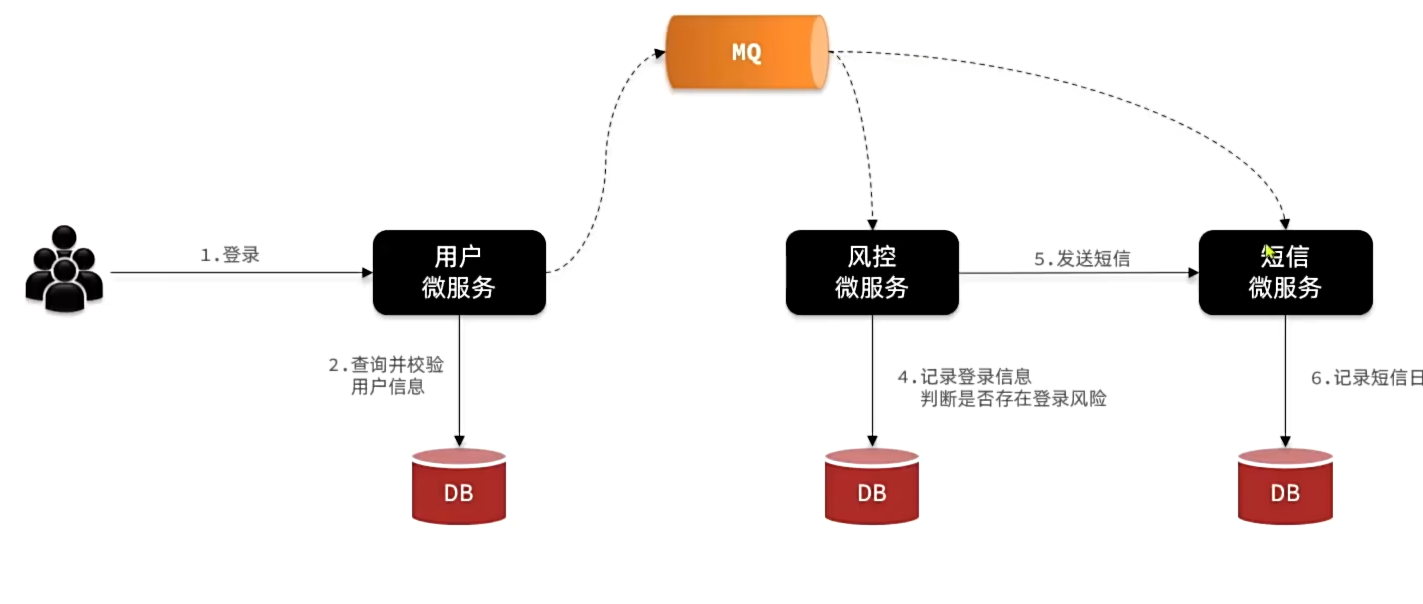 MQ
1.登录
用户
微服务
风控
微服务
5.发送短信
短信
微服务
2.查询并校验
用户信息
4.记录登录信息
判断是否存在登录风险
6.记录短信日
DB
DB
DB